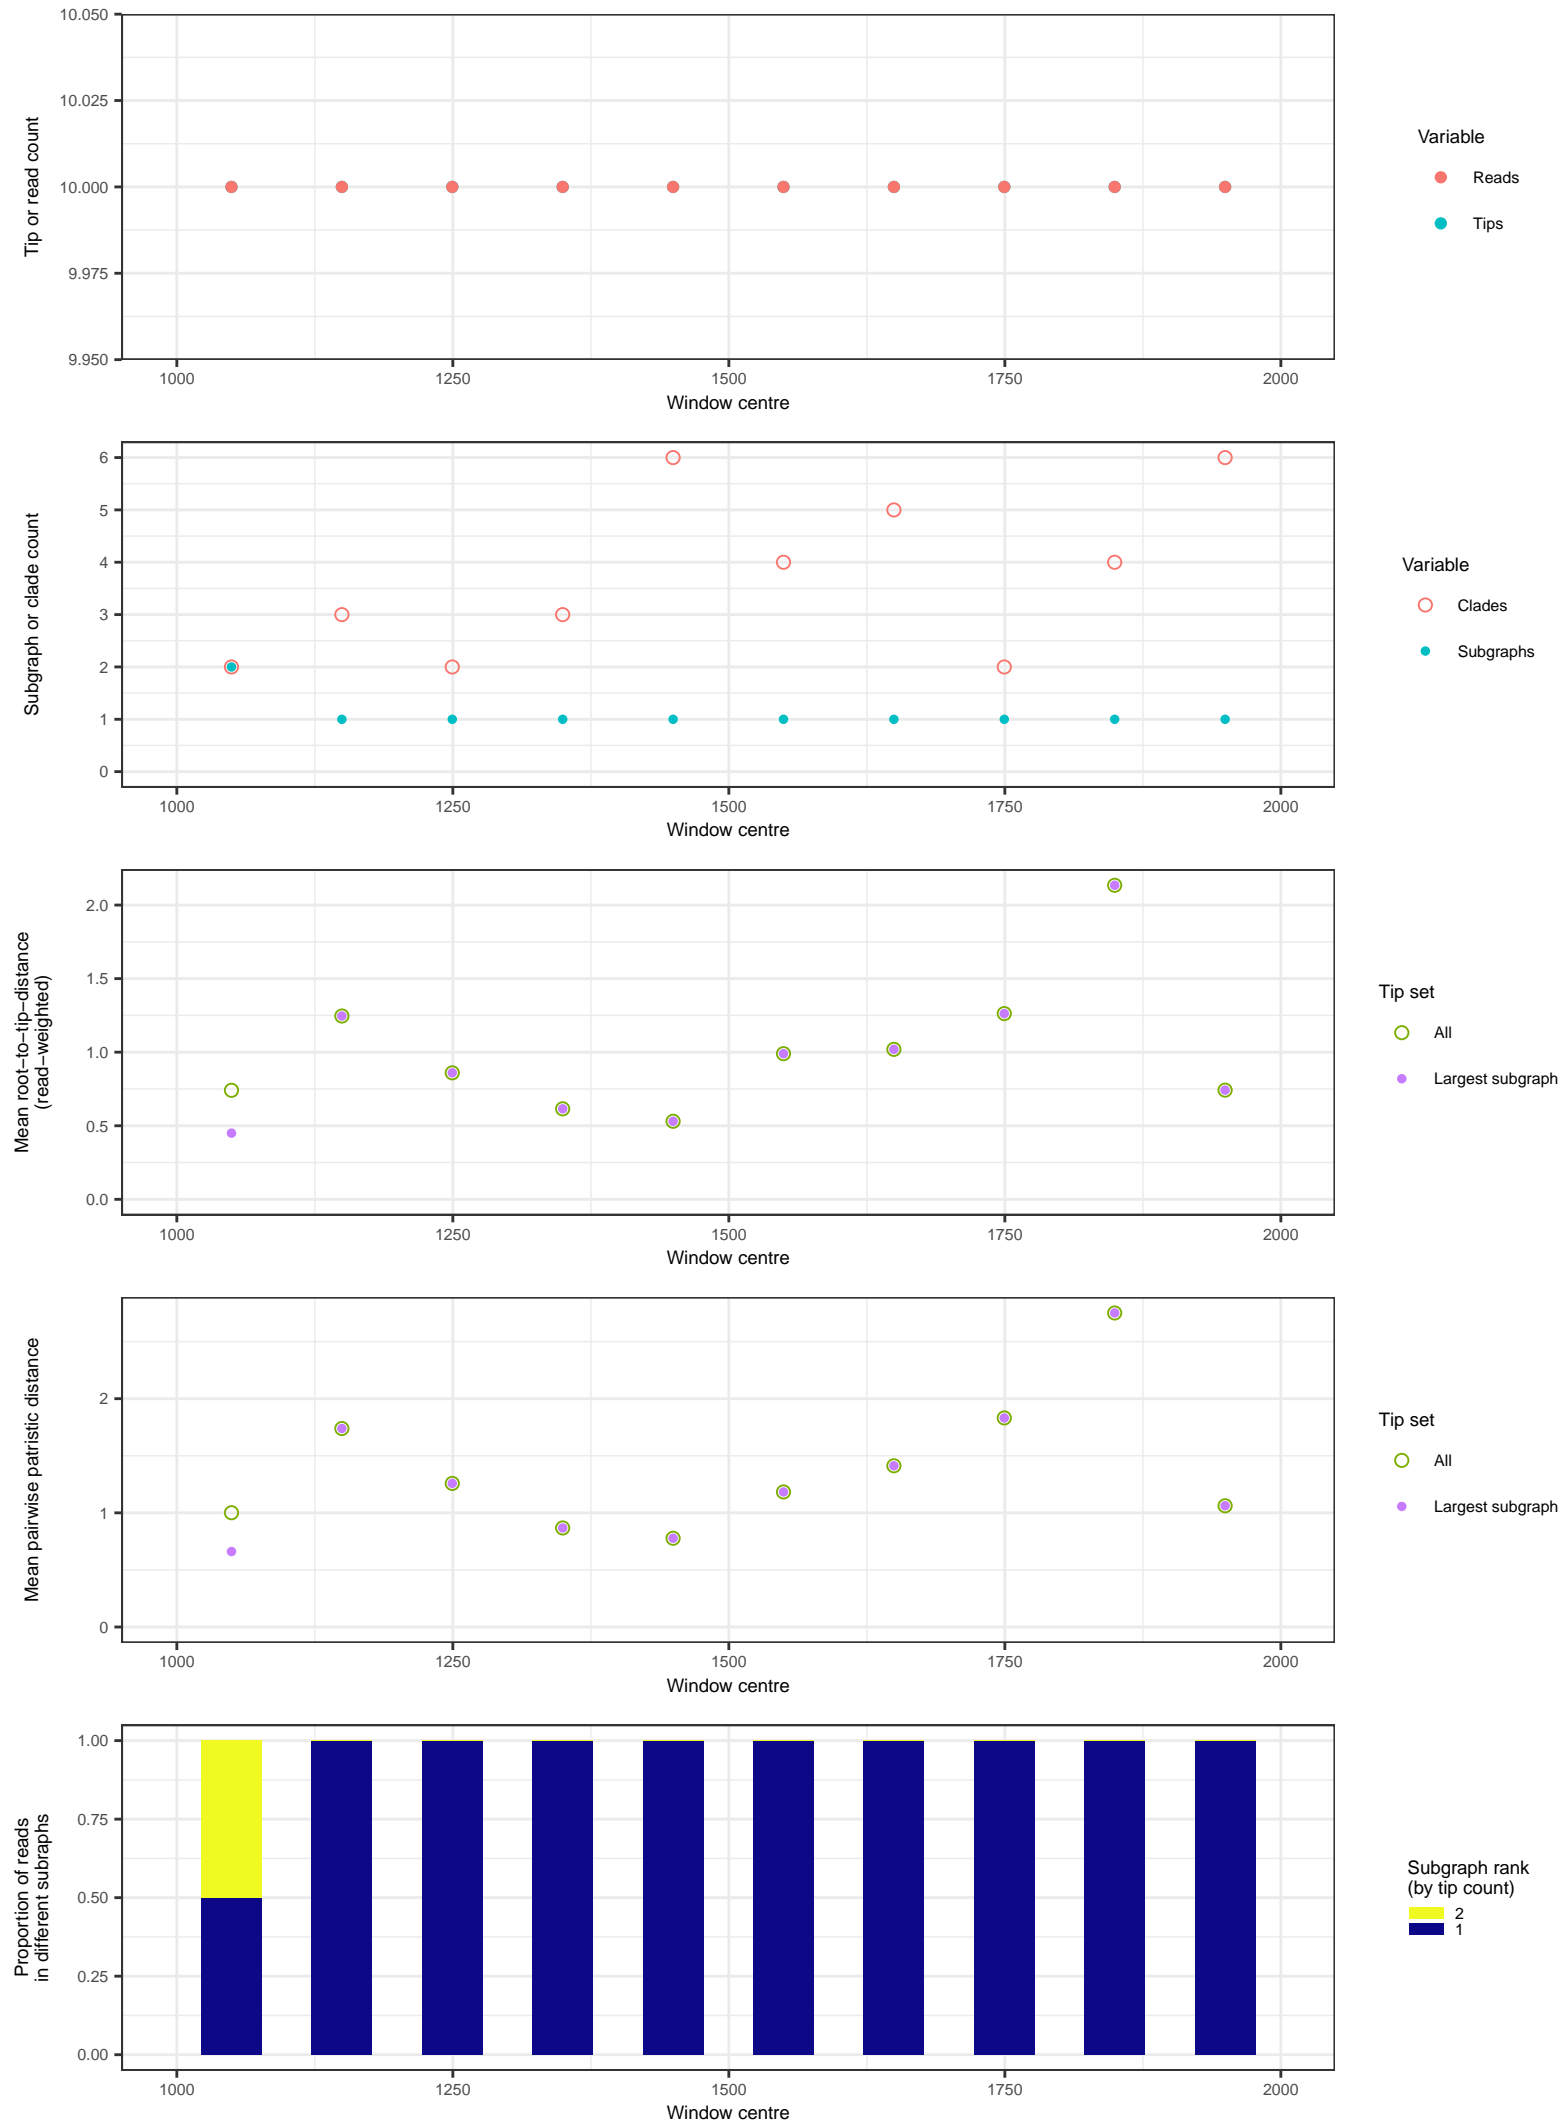 10.050
10.025
10.000
9.975
9.950
Tip or read count
1000 1250 1500 1750 2000
Window centre
Variable
Reads
Tips
6
5
4
3
2
1
0
Subgraph or clade count
1000 1250 1500 1750 2000
Window centre
Variable
Clades
Subgraphs
2.0
1.5
1.0
0.5
0.0
Mean root−to−tip−distance
(read−weighted)
1000 1250 1500 1750 2000
Window centre
Tip set
All
Largest subgraph
2
1
0
Mean pairwise patristic distance
1000 1250 1500 1750 2000
Window centre
Tip set
All
Largest subgraph
1.00
0.75
0.50
0.25
0.00
Proportion of reads
in different subraphs
1000 1250 1500 1750 2000
Window centre
Subgraph rank
(by tip count)
2
1